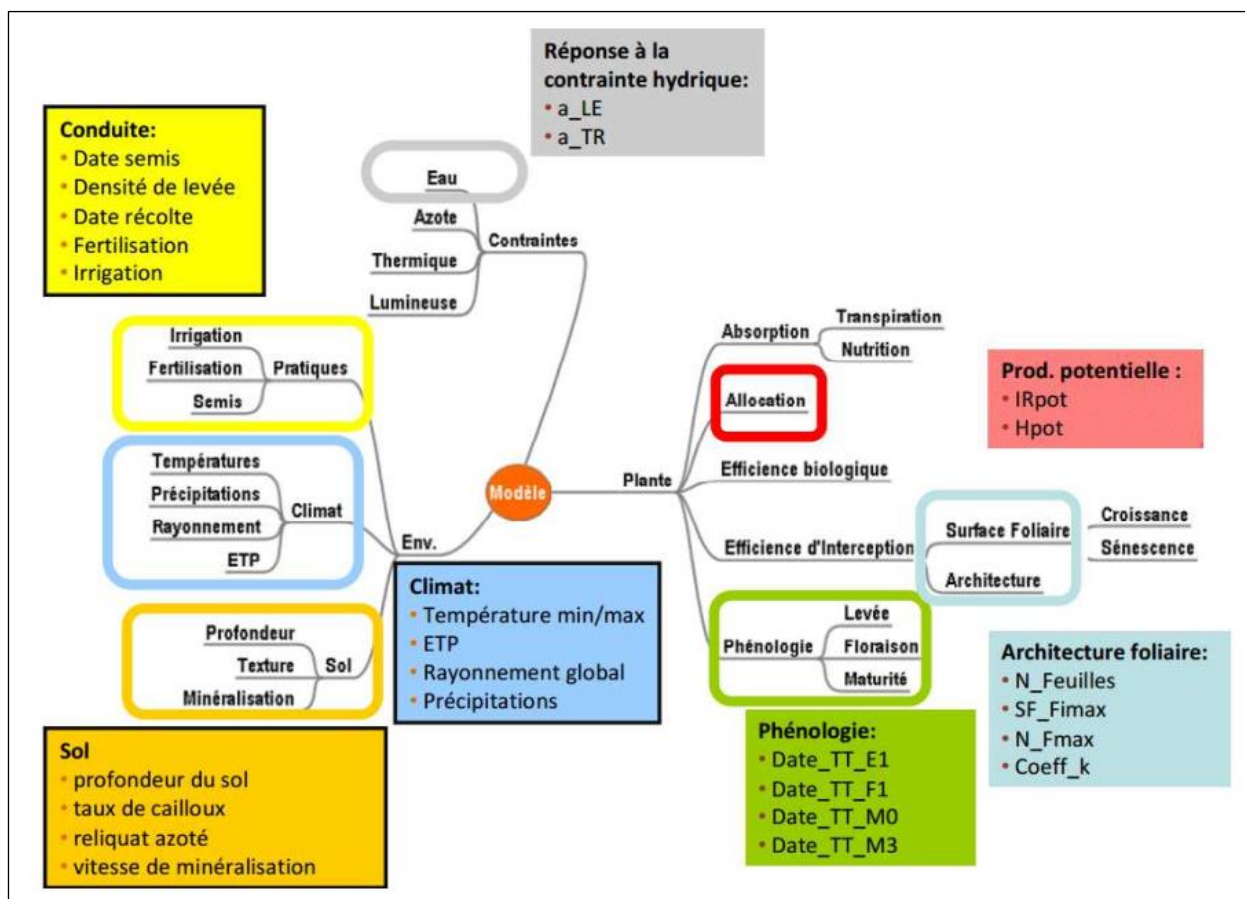 Réponse à la
contrainte hydrique:
• a_LE
• a_TR
Conduite:
• Date semis
• Densité de levée
• Date récolte
• Fertilisation
• Irrigation
Eau
Azote
Thermique
Lumineuse
Contraintes
Irrigation
Fertilisation
Semis
Pratiques
Températures
Précipitations
Rayonnement
ETP
Climat
Profondeur
Texture
Minéralisation
Sol
Env.
Modèle
Plante
Absorption
Transpiration
Nutrition
Allocation
Efficience biologique
Efficience d'Interception
Surface Foliaire
Croissance
Sénescence
Architecture
Phénologie
Levée
Floraison
Maturité
Prod. potentielle :
• IRpot
• Hpot
Climat:
• Température min/max
• ETP
• Rayonnement global
• Précipitations
Architecture foliaire:
• N_Feuilles
• SF_Fimax
• N_Fmax
• Coeff_k
Phénologie:
• Date_TT_E1
• Date_TT_F1
• Date_TT_M0
• Date_TT_M3
Sol
• profondeur du sol
• taux de cailloux
• reliquat azoté
• vitesse de minéralisation